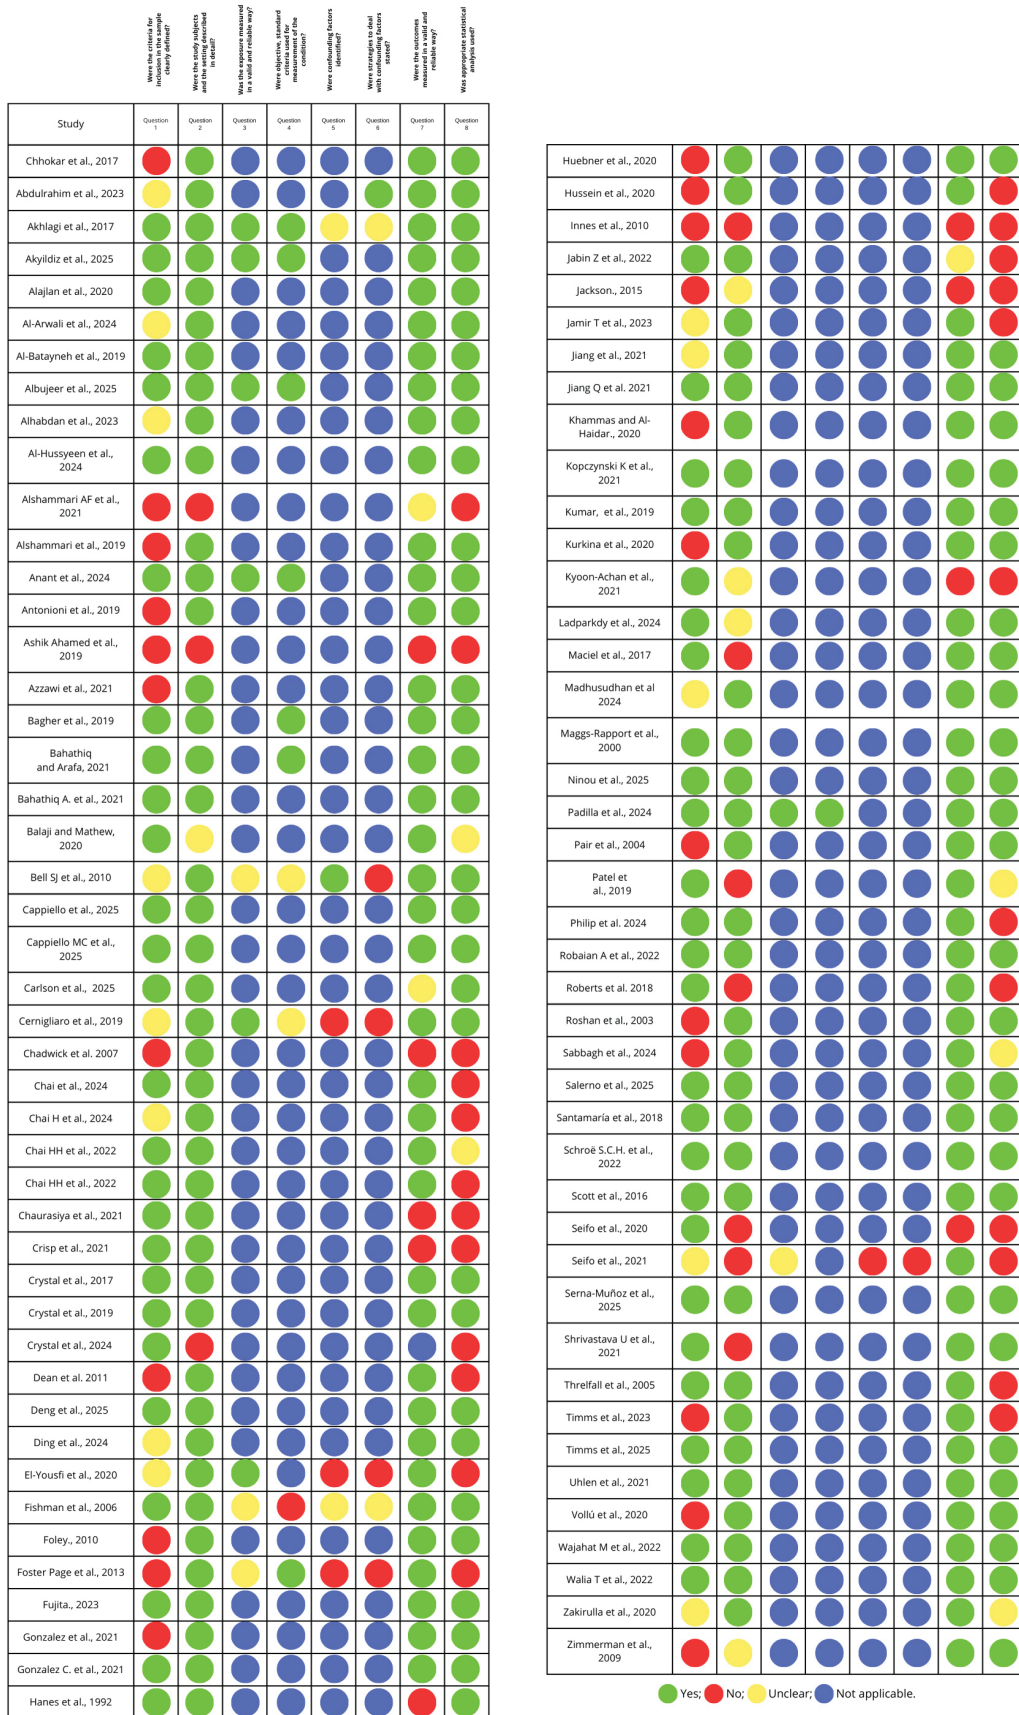 Were the criteria for
inclusion in the sample
clearly defined?
Were the study subjects
and the setting described
in detail?
Was the exposure measured
in a valid and reliable way?
Were objective, standard
criteria used for
measurement of the
condition?
Were confounding factors
identified?
Were strategies to deal
with confounding factors
stated?
Were the outcomes
measured in a valid and
reliable way?
Was appropriate statistical
analysis used?
Study
Question
1
Question
2
Question
3
Question
4
Question
5
Question
6
Question
7
Question
8
Chhokar et al., 2017
Abdulrahim et al., 2023
Akhlagi et al., 2017
Akyildiz et al., 2025
Alajlan et al., 2020
Al-Arwali et al., 2024
Al-Batayneh et al., 2019
Albujeer et al., 2025
Alhabdan et al., 2023
Al-Hussyeen et al.,
2024
Alshammari AF et al.,
2021
Alshammari et al., 2019
Anant et al., 2024
Antonioni et al., 2019
Ashik Ahamed et al.,
2019
Azzawi et al., 2021
Bagher et al., 2019
Bahathiq
and Arafa, 2021
Bahathiq A. et al., 2021
Balaji and Mathew,
2020
Bell SJ et al., 2010
Cappiello et al., 2025
Cappiello MC et al.,
2025
Carlson et al., 2025
Cernigliaro et al., 2019
Chadwick et al. 2007
Chai et al., 2024
Chai H et al., 2024
Chai HH et al., 2022
Chai HH et al., 2022
Chaurasiya et al., 2021
Crisp et al., 2021
Crystal et al., 2017
Crystal et al., 2019
Crystal et al., 2024
Dean et al. 2011
Deng et al., 2025
Ding et al., 2024
El-Yousfi et al., 2020
Fishman et al., 2006
Foley., 2010
Foster Page et al., 2013
Fujita., 2023
Gonzalez et al., 2021
Gonzalez C. et al., 2021
Hanes et al., 1992
Huebner et al., 2020
Hussein et al., 2020
Innes et al., 2010
Jabin Z et al., 2022
Jackson., 2015
Jamir T et al., 2023
Jiang et al., 2021
Jiang Q et al. 2021
Khammas and Al-
Haidar., 2020
Kopczynski K et al.,
2021
Kumar, et al., 2019
Kurkina et al., 2020
Kyoon-Achan et al.,
2021
Ladparkdy et al., 2024
Maciel et al., 2017
Madhusudhan et al
2024
Maggs-Rapport et al.,
2000
Ninou et al., 2025
Padilla et al., 2024
Pair et al., 2004
Patel et
al., 2019
Philip et al. 2024
Robaian A et al., 2022
Roberts et al. 2018
Roshan et al., 2003
Sabbagh et al., 2024
Salerno et al., 2025
Santamaría et al., 2018
Schroë S.C.H. et al.,
2022
Scott et al., 2016
Seifo et al., 2020
Seifo et al., 2021
Serna-Muñoz et al.,
2025
Shrivastava U et al.,
2021
Threlfall et al., 2005
Timms et al., 2023
Timms et al., 2025
Uhlen et al., 2021
Vollú et al., 2020
Wajahat M et al., 2022
Walia T et al., 2022
Zakirulla et al., 2020
Zimmerman et al.,
2009
Yes; No; Unclear; Not applicable.